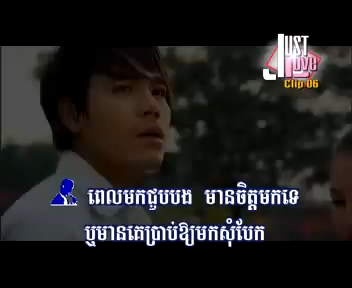 JUST
Love
Clip 06
ពេលមកជួបបង មានចិត្តមកទេ
ឬមានគេប្រាប់ឱ្យមកសុំបែក